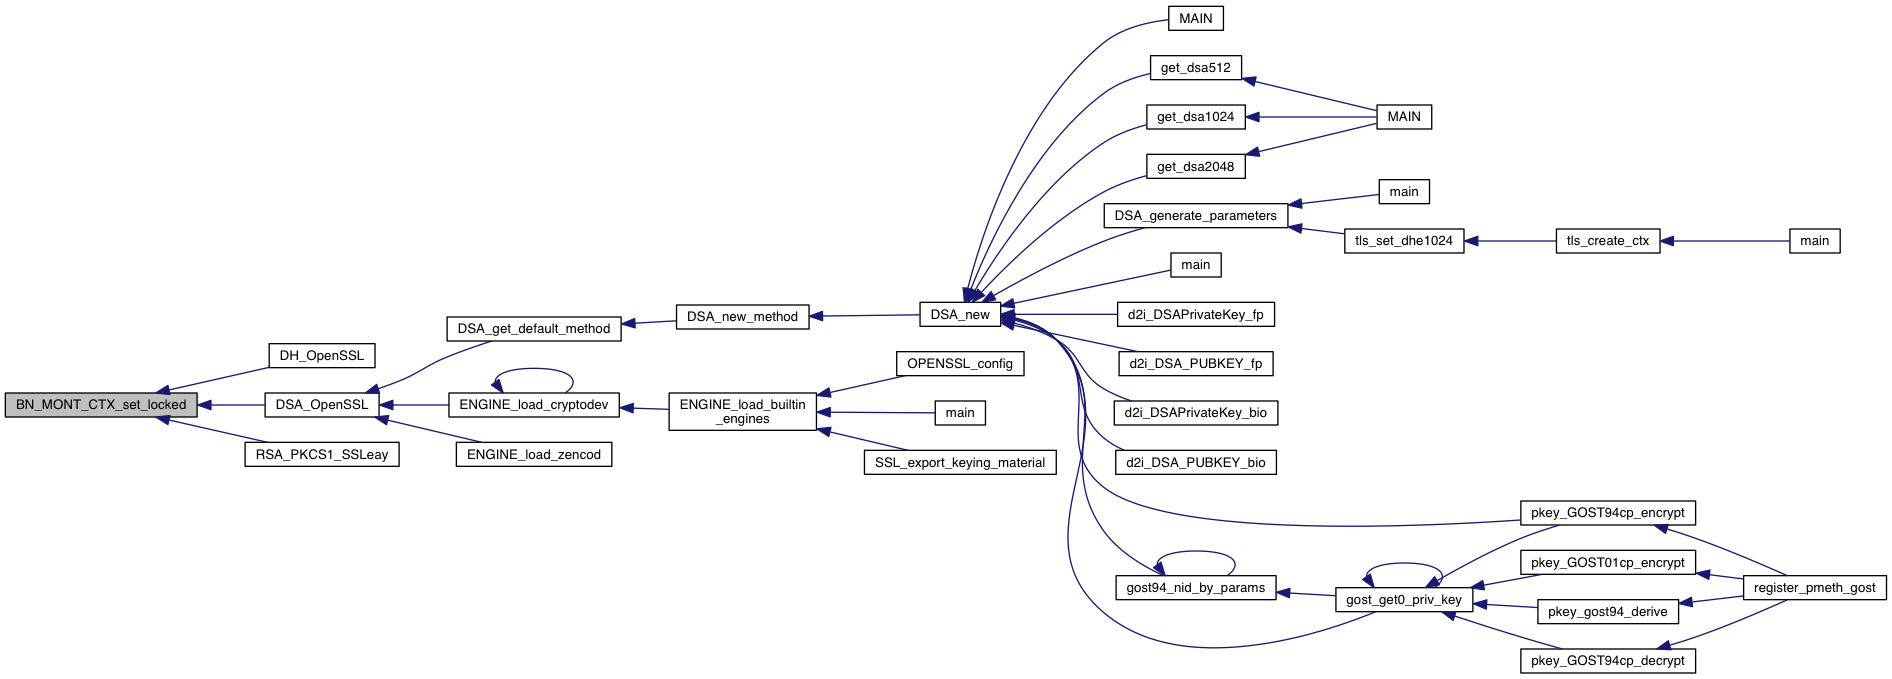 MAIN
get_dsa512
get_dsa1024
MAIN
get_dsa2048
main
DSA_generate_parameters
tls_set_dhe1024
tls_create_ctx
main
main
DSA_new
d2i_DSAPrivateKey_fp
DSA_new_method
DSA_get_default_method
DH_OpenSSL
OPENSSL_config
d2i_DSA_PUBKEY_fp
BN_MONT_CTX_set_locked
DSA_OpenSSL
ENGINE_load_cryptodev
ENGINE_load_builtin
_engines
main
d2i_DSAPrivateKey_bio
RSA_PKCS1_SSLeay
ENGINE_load_zencod
SSL_export_keying_material
d2i_DSA_PUBKEY_bio
pkey_GOST94cp_encrypt
pkey_GOST01cp_encrypt
gost94_nid_by_params
gost_get0_priv_key
register_pmeth_gost
pkey_gost94_derive
pkey_GOST94cp_decrypt